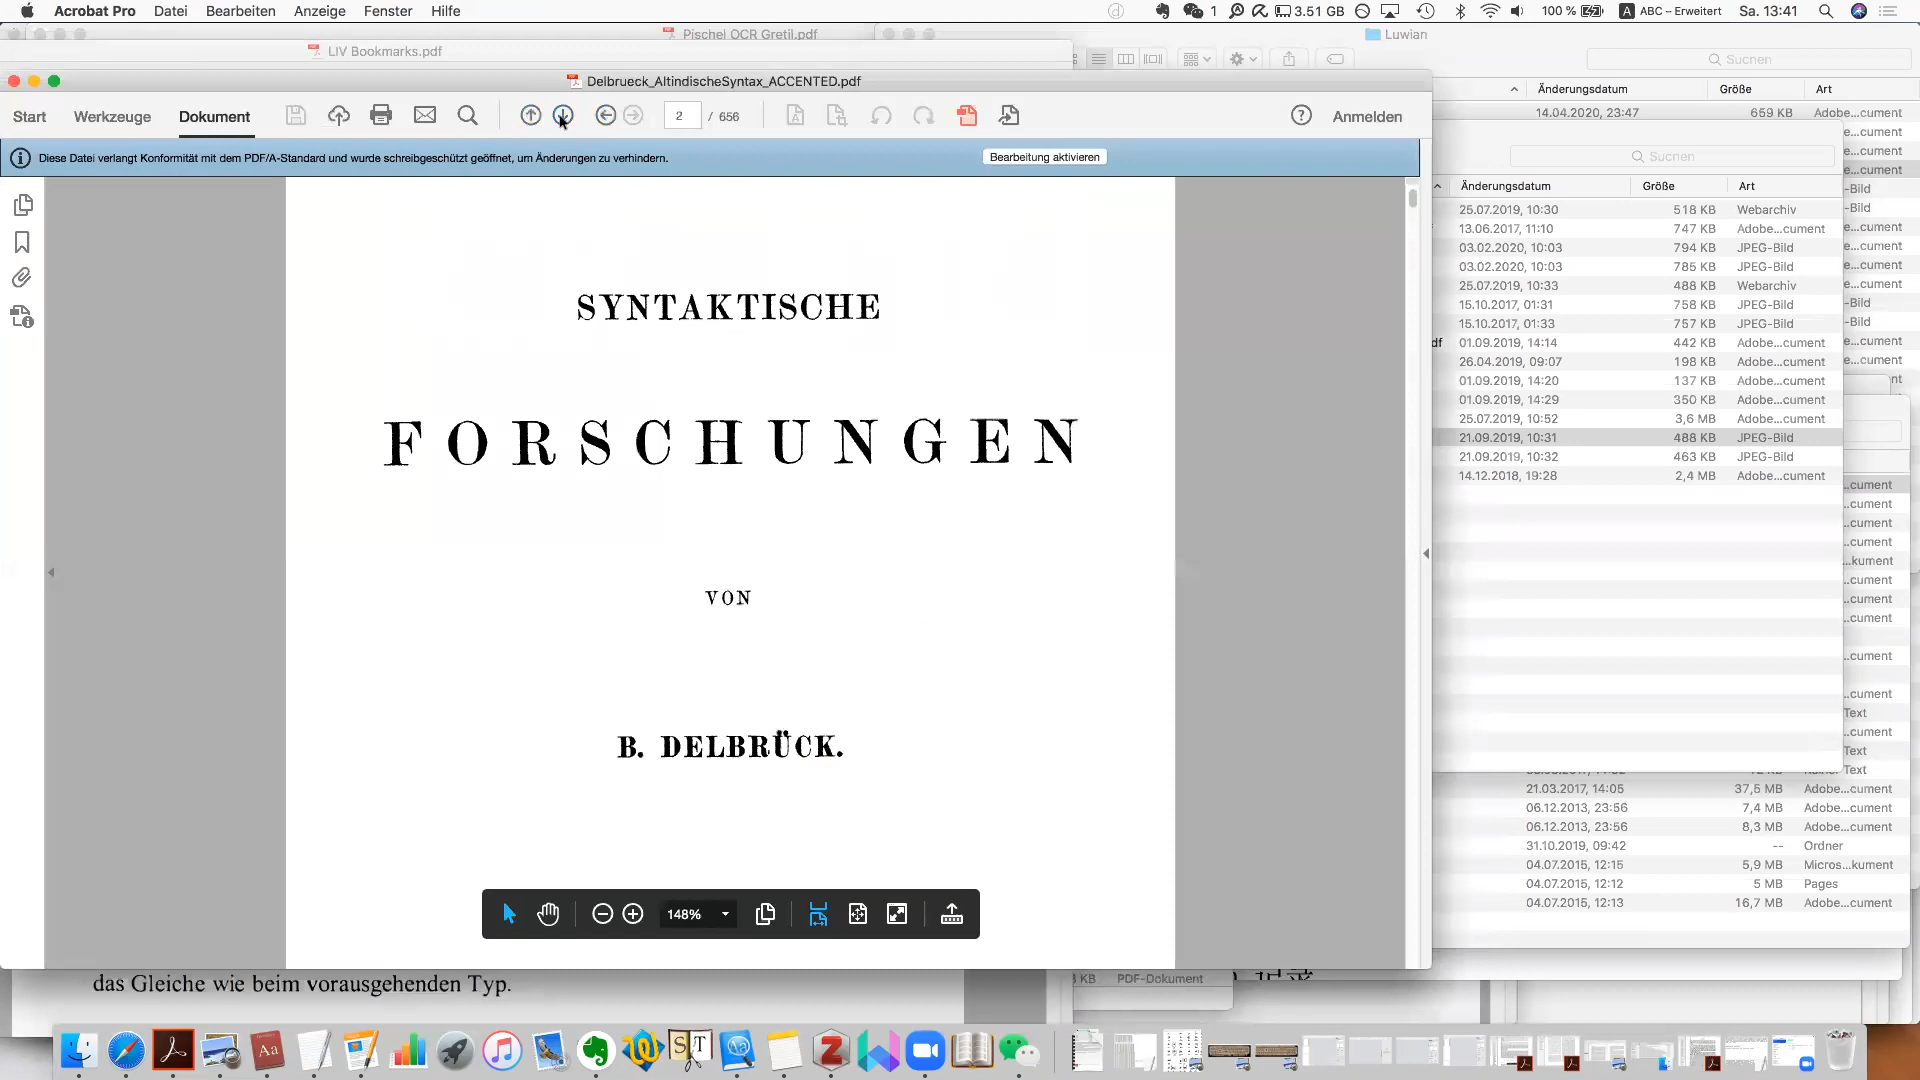 Acrobat Pro Datei Bearbeiten Anzeige Fenster Hilfe
1 3.51 GB 100 % ABC – Erweitert Sa. 13:41
Pischel OCR Gretil.pdf
Luwian
LIV Bookmarks.pdf
Suchen
Delbrueck_AltindischeSyntax_ACCENTED.pdf
Änderungsdatum Größe Art
Start Werkzeuge Dokument 2 / 656 Anmelden
14.04.2020, 23:47 659 KB Adobe...cument
Diese Datei verlangt Konformität mit dem PDF/A-Standard und wurde schreibgeschützt geöffnet, um Änderungen zu verhindern.
Bearbeitung aktivieren
Suchen
Änderungsdatum Größe Art
25.07.2019, 10:30 518 KB Webarchiv
13.06.2017, 11:10 747 KB Adobe...cument
03.02.2020, 10:03 794 KB JPEG-Bild
03.02.2020, 10:03 785 KB JPEG-Bild
25.07.2019, 10:33 488 KB Webarchiv
15.10.2017, 01:31 758 KB JPEG-Bild
15.10.2017, 01:33 757 KB JPEG-Bild
df 01.09.2019, 14:14 442 KB Adobe...cument
26.04.2019, 09:07 198 KB Adobe...cument
01.09.2019, 14:20 137 KB Adobe...cument
01.09.2019, 14:29 350 KB Adobe...cument
25.07.2019, 10:52 3,6 MB Adobe...cument
21.09.2019, 10:31 488 KB JPEG-Bild
21.09.2019, 10:32 463 KB JPEG-Bild
14.12.2018, 19:28 2,4 MB Adobe...cument
SYNTAKTISCHE
FORSCHUNGEN
VON
B. DELBRÜCK.
148%
21.03.2017, 14:05 37,5 MB Adobe...cument
06.12.2013, 23:56 7,4 MB Adobe...cument
06.12.2013, 23:56 8,3 MB Adobe...cument
31.10.2019, 09:42 -- Ordner
04.07.2015, 12:15 5,9 MB Micros...kument
04.07.2015, 12:12 5 MB Pages
04.07.2015, 12:13 16,7 MB Adobe...cument
das Gleiche wie beim vorausgehenden Typ.
KB PDF-Dokument